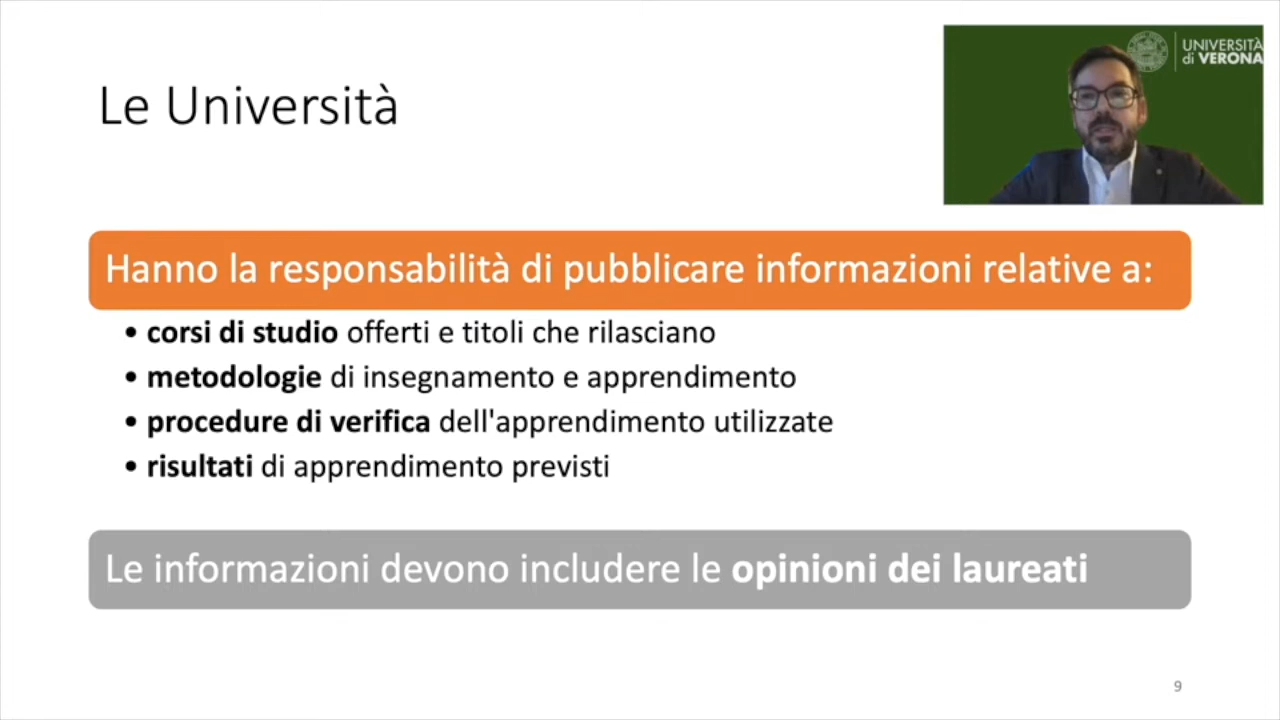 UNIVERSITÀ
di VERONA
Le Università
Hanno la responsabilità di pubblicare informazioni relative a:
• corsi di studio offerti e titoli che rilasciano
• metodologie di insegnamento e apprendimento
• procedure di verifica dell'apprendimento utilizzate
• risultati di apprendimento previsti
Le informazioni devono includere le opinioni dei laureati
9